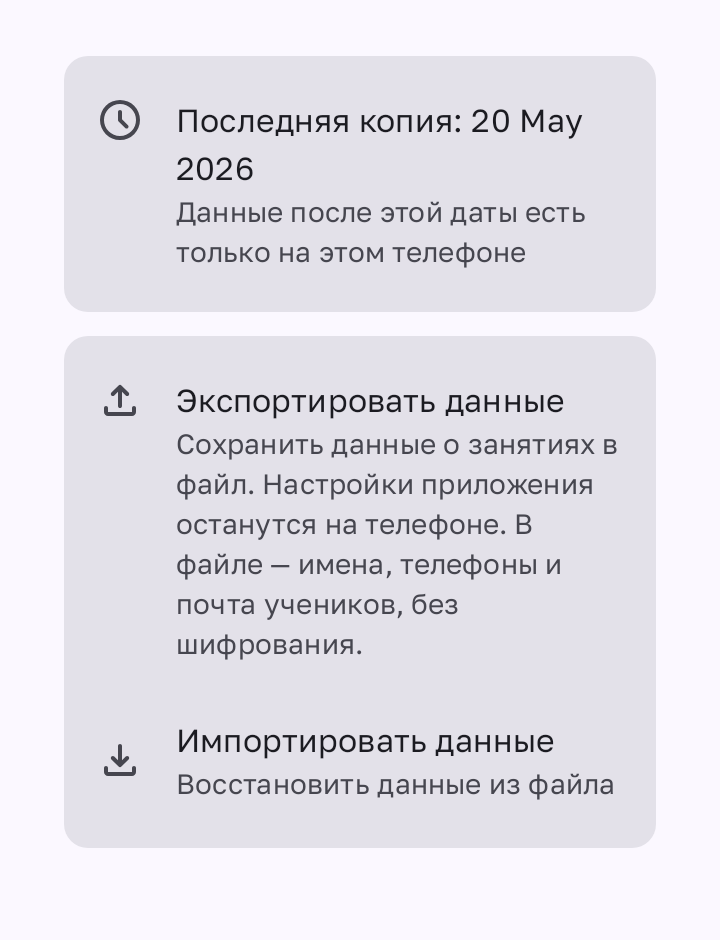 Последняя копия: 20 May
2026
Данные после этой даты есть
только на этом телефоне
Экспортировать данные
Сохранить данные о занятиях в
файл. Настройки приложения
останутся на телефоне. В
файле — имена, телефоны и
почта учеников, без
шифрования.
Импортировать данные
Восстановить данные из файла